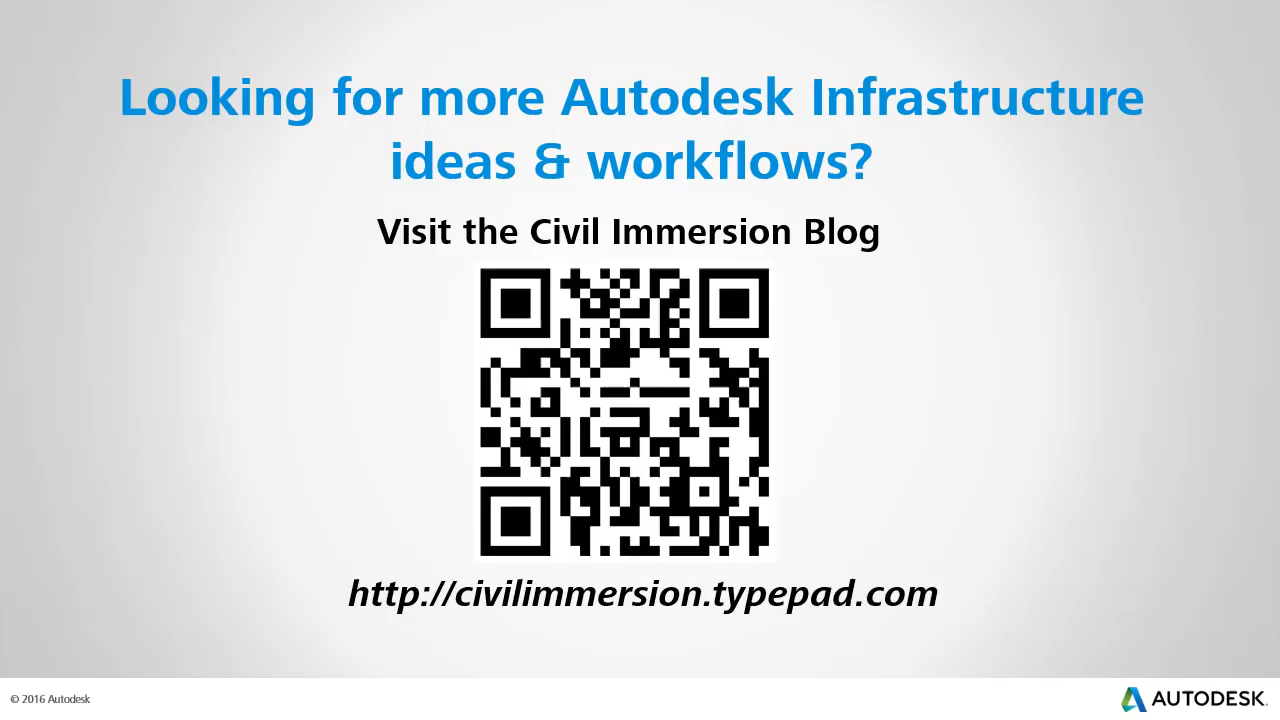 Looking for more Autodesk Infrastructure
ideas & workflows?
Visit the Civil Immersion Blog
http://civilimmersion.typepad.com
© 2016 Autodesk
AUTODESK.